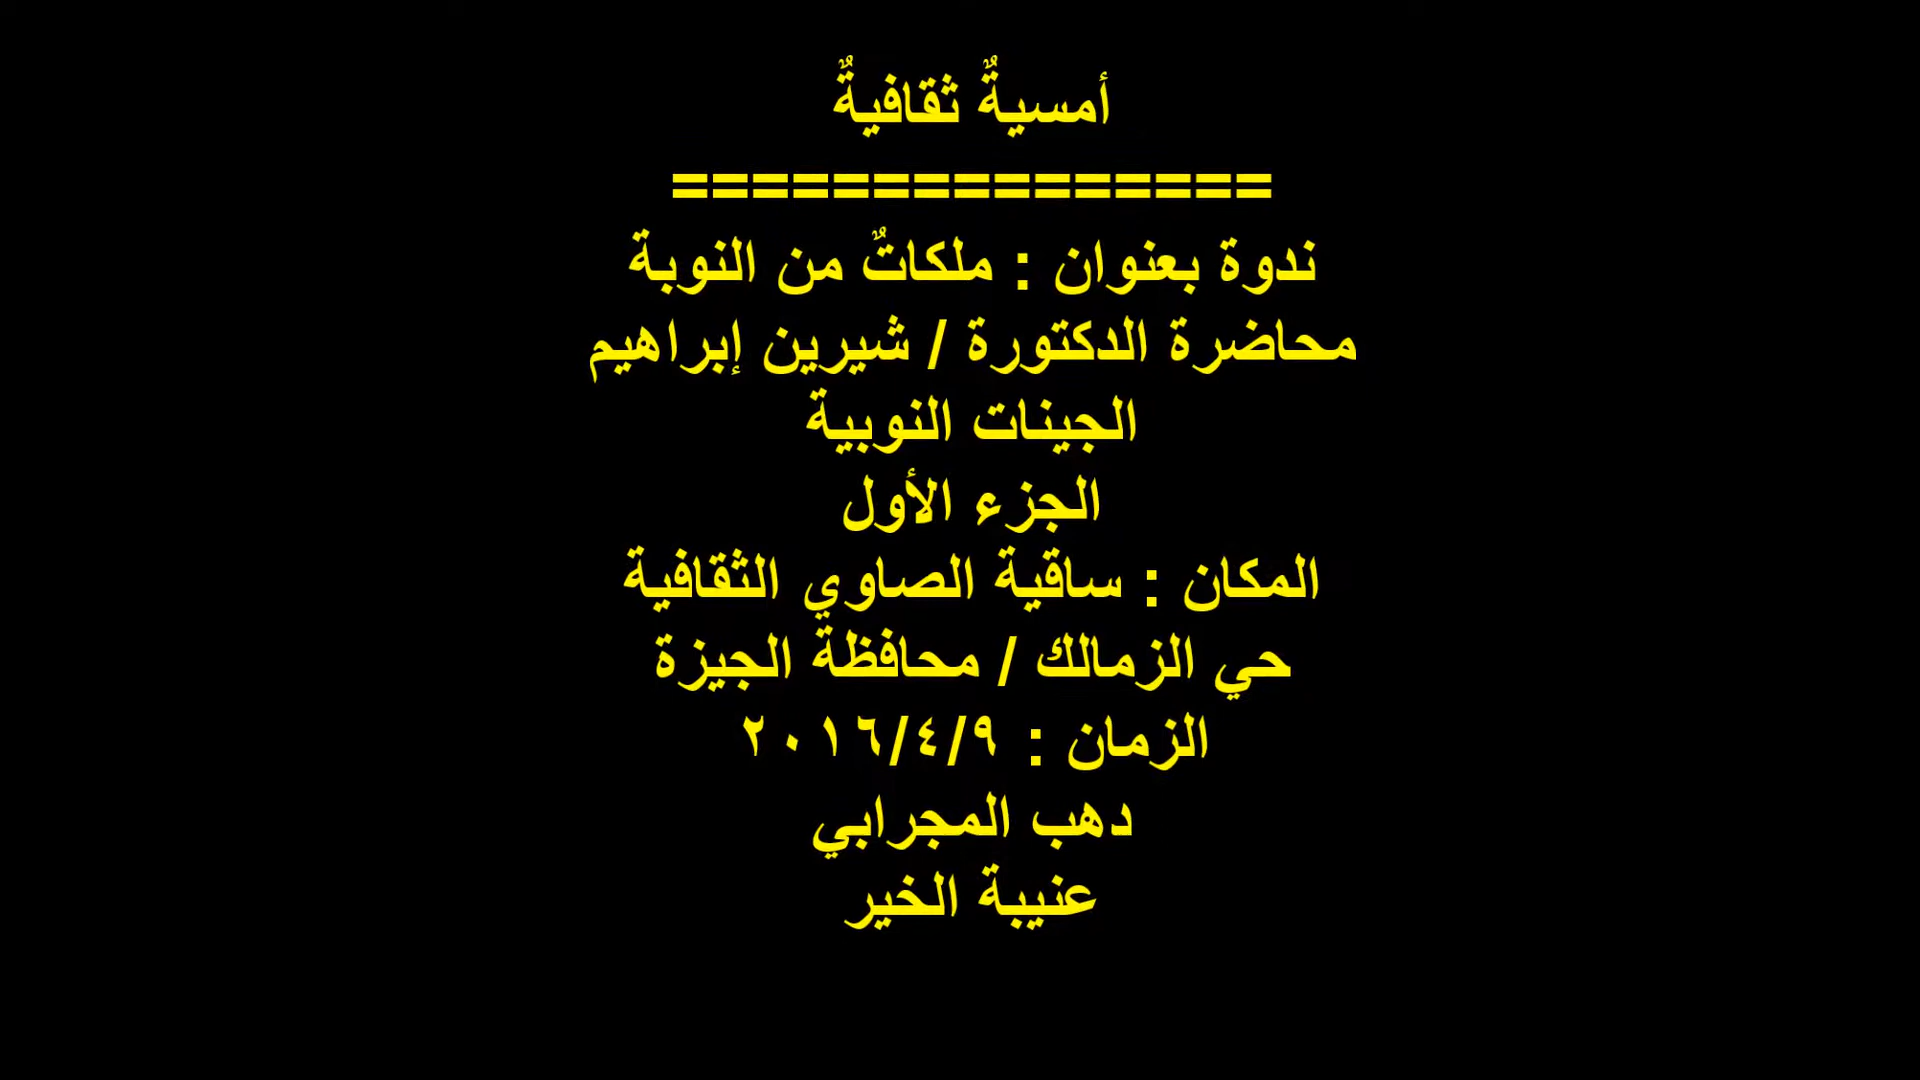 أمسيةٌ ثقافيةٌ
===============
ندوة بعنوان : ملكاتٌ من النوبة
محاضرة الدكتورة / شيرين إبراهيم
الجينات النوبية
الجزء الأول
المكان : ساقية الصاوي الثقافية
حي الزمالك / محافظة الجيزة
الزمان : ٢٠١٦/٤/٩
دهب المجرابي
عنيبة الخير